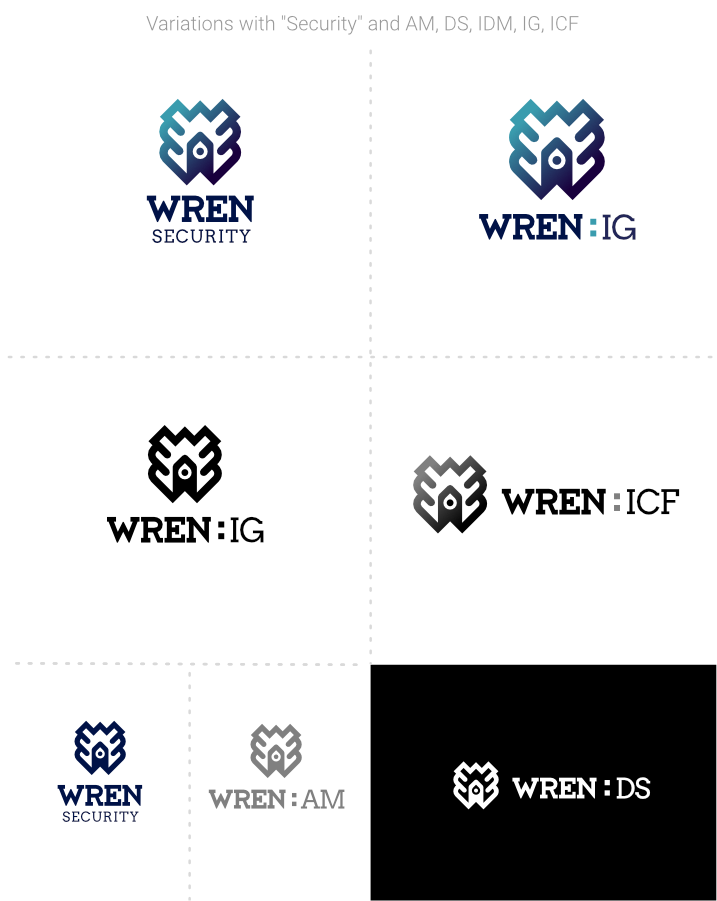 Variations with "Security" and AM, DS, IDM, IG, ICF
WREN
SECURITY
WREN :IG
WREN :IG
WREN :ICF
WREN
SECURITY
WREN :AM
WREN :DS